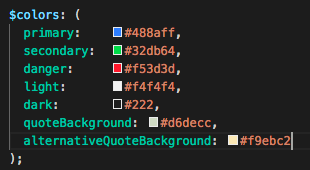 $colors: (
primary: #488aff,
secondary: #32db64,
danger: #f53d3d,
light: #f4f4f4,
dark: #222,
quoteBackground: #d6decc,
alternativeQuoteBackground: #f9ebc2
);